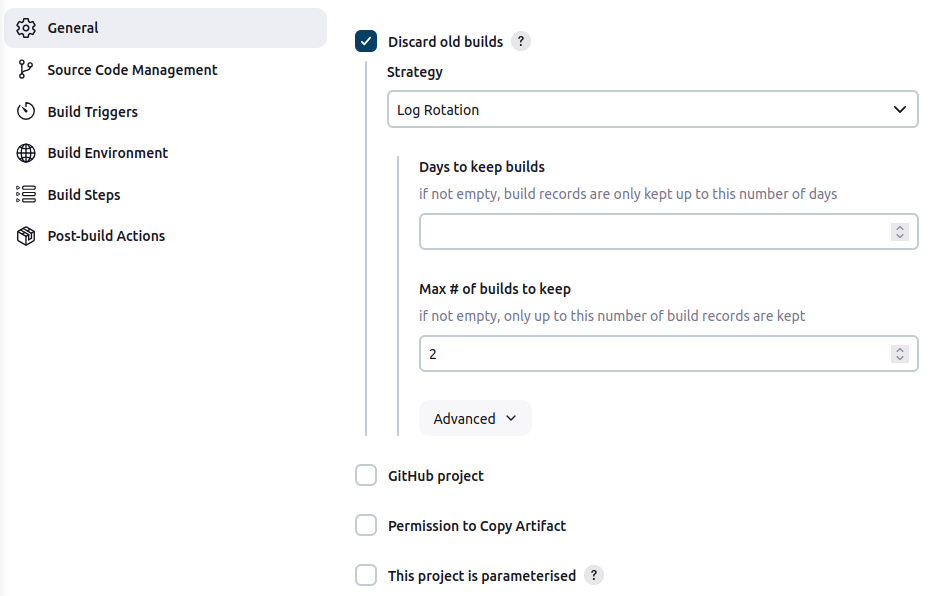 General
Source Code Management
Build Triggers
Build Environment
Build Steps
Post-build Actions
Discard old builds ?
Strategy
Log Rotation
Days to keep builds
if not empty, build records are only kept up to this number of days
Max # of builds to keep
if not empty, only up to this number of build records are kept
2
Advanced
GitHub project
Permission to Copy Artifact
This project is parameterised ?